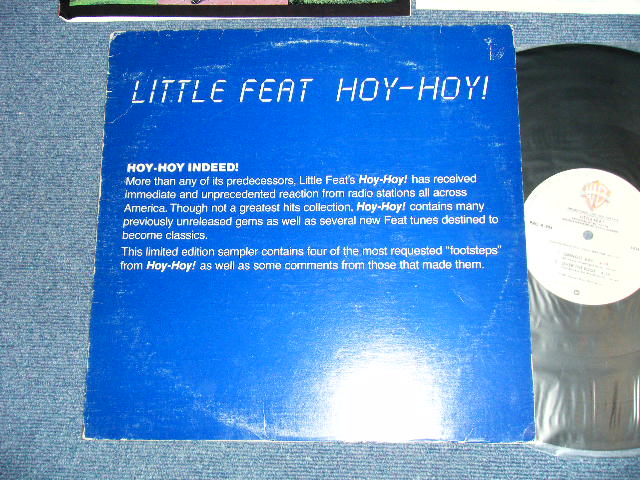 LITTLE FEAT HOY-HOY!
HOY-HOY INDEED!
More than any of its predecessors, Little Feat's Hoy-Hoy! has received
immediate and unprecedented reaction from radio stations all across
America. Though not a greatest hits collection, Hoy-Hoy! contains many
previously unreleased gems as well as several new Feat tunes destined to
become classics.
This limited edition sampler contains four of the most requested "footsteps"
from Hoy-Hoy! as well as some comments from those that made them.